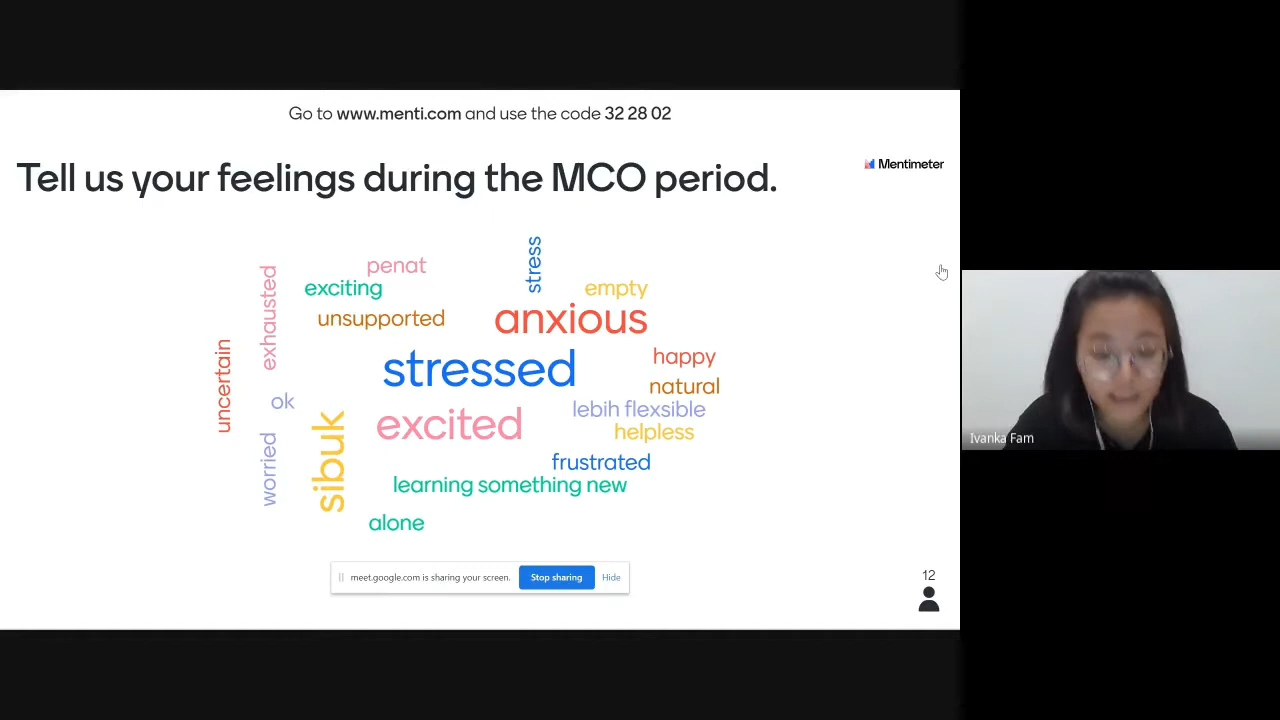 Go to www.menti.com and use the code 32 28 02
Tell us your feelings during the MCO period.
Mentimeter
stress
penat
exhausted
exciting
empty
unsupported
anxious
uncertain
stressed
happy
natural
ok
lebih flexsible
sibuk
excited
helpless
worried
frustrated
learning something new
alone
Ivanka Fam
meet.google.com is sharing your screen.
Stop sharing
Hide
12